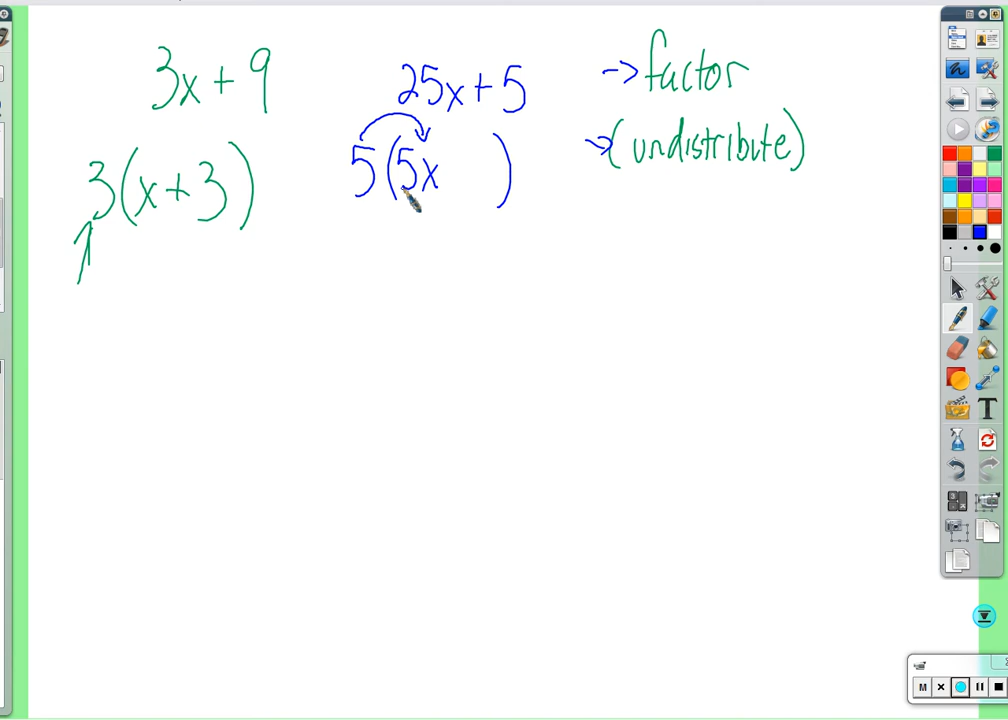 3x + 9
25x + 5
→ factor
3(x + 3)
5(5x )
→ (undistribute)
T
M